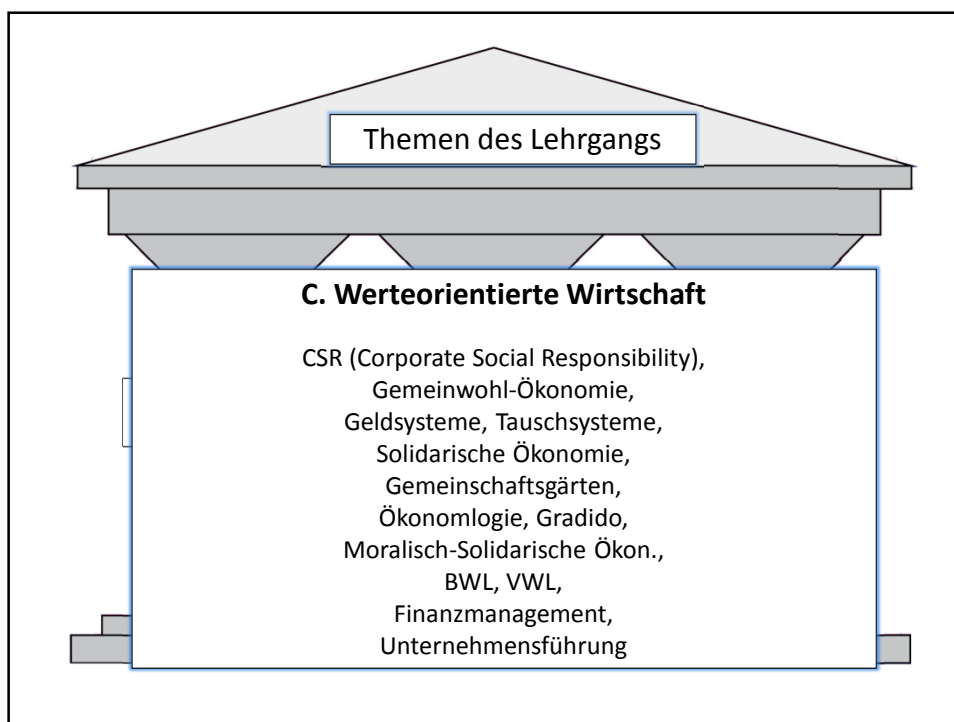 Themen des Lehrgangs
C. Werteorientierte Wirtschaft
CSR (Corporate Social Responsibility),
Gemeinwohl-Ökonomie,
Geldsysteme, Tauschsysteme,
Solidarische Ökonomie,
Gemeinschaftsgärten,
Ökonomlogie, Gradido,
Moralisch-Solidarische Ökon.,
BWL, VWL,
Finanzmanagement,
Unternehmensführung